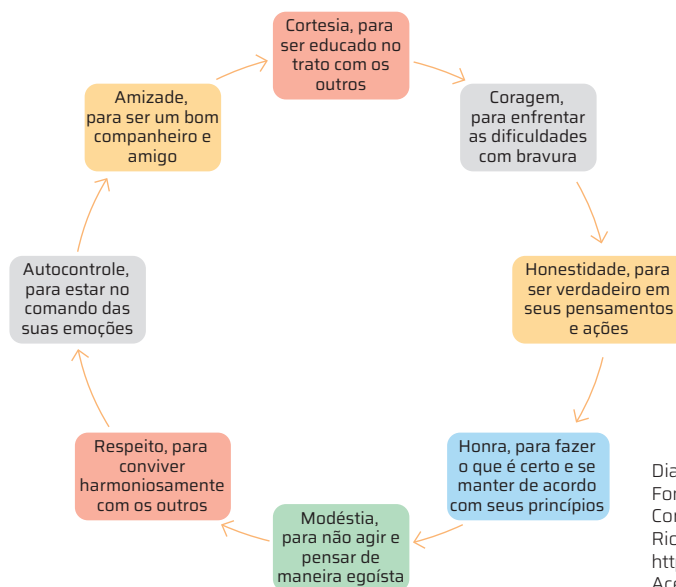 Cortesia, para
ser educado no
trato com os
outros
Coragem,
para enfrentar
as dificuldades
com bravura
Honestidade, para
ser verdadeiro em
seus pensamentos
e ações
Honra, para fazer
o que é certo e se
manter de acordo
com seus princípios
Modéstia,
para não agir e
pensar de
maneira egoísta
Respeito, para
conviver
harmoniosamente
com os outros
Autocontrole,
para estar no
comando das
suas emoções
Amizade,
para ser um bom
companheiro e
amigo